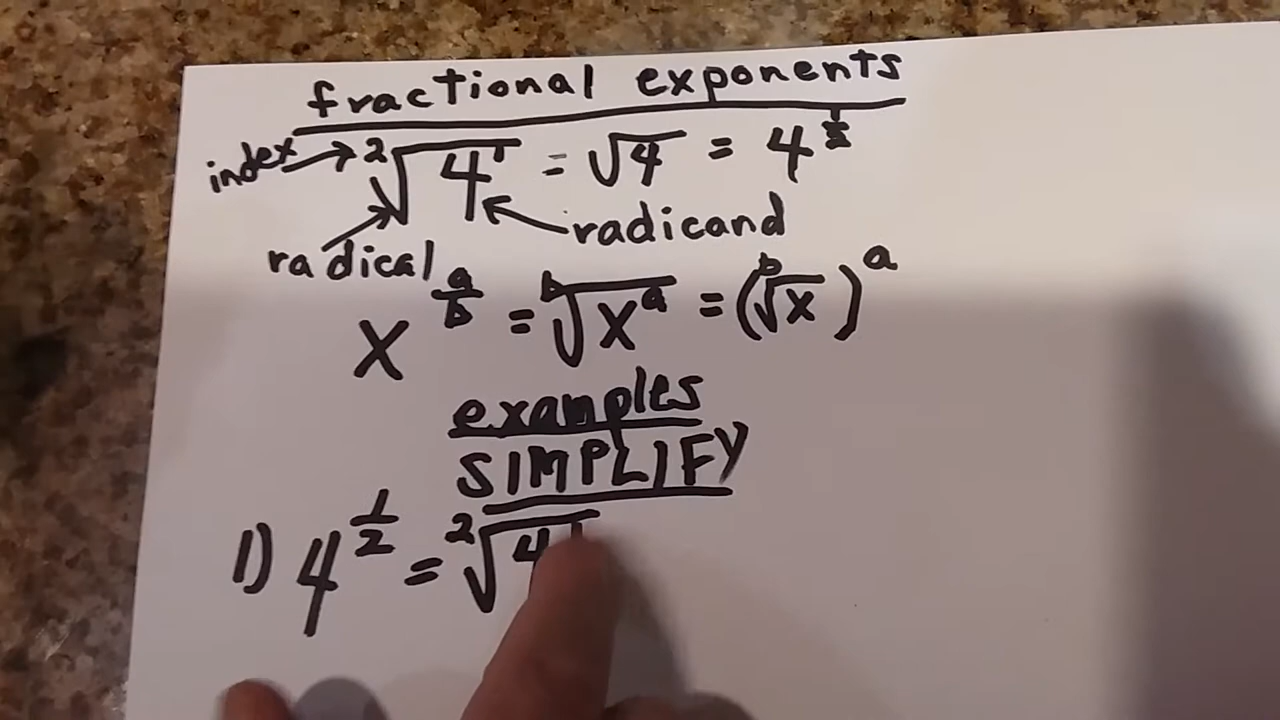 fractional exponents
index → ²√4¹ = √4 = 4^½
radical radicand
x^(a/b) = ᵇ√xᵃ = (ᵇ√x)ᵃ
examples
SIMPLIFY
1) 4^½ = ²√4